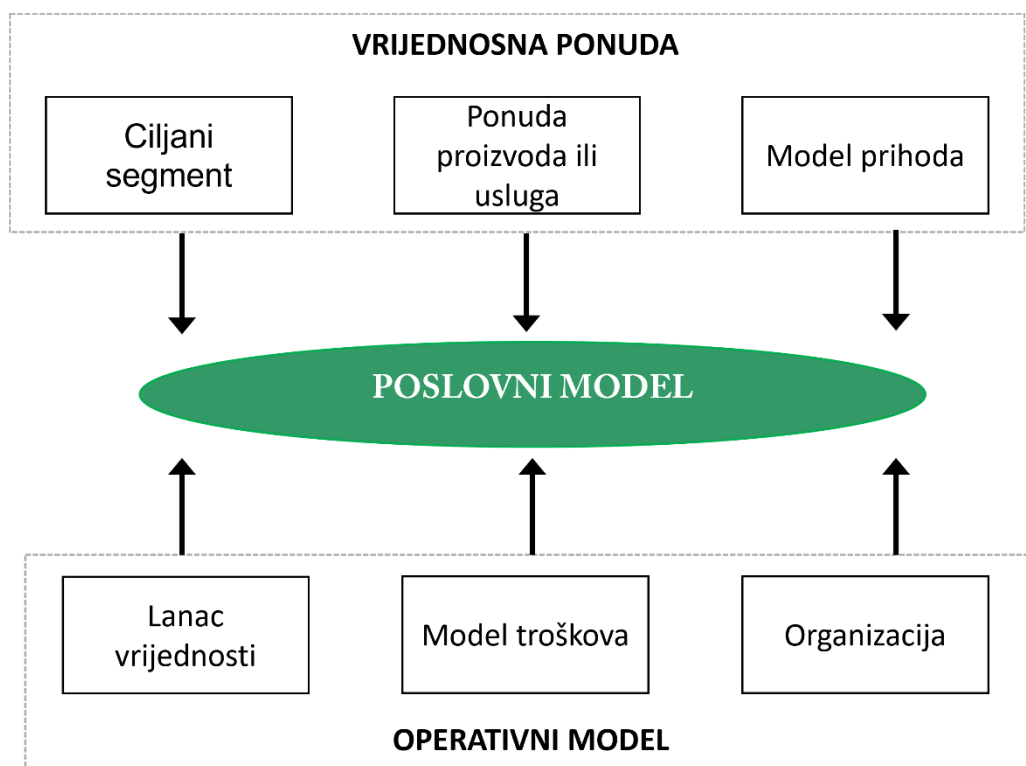 VRIJEDNOSNA PONUDA
Ciljani
segment
Ponuda
proizvoda ili
usluga
Model prihoda
POSLOVNI MODEL
Lanac
vrijednosti
Model troškova
Organizacija
OPERATIVNI MODEL